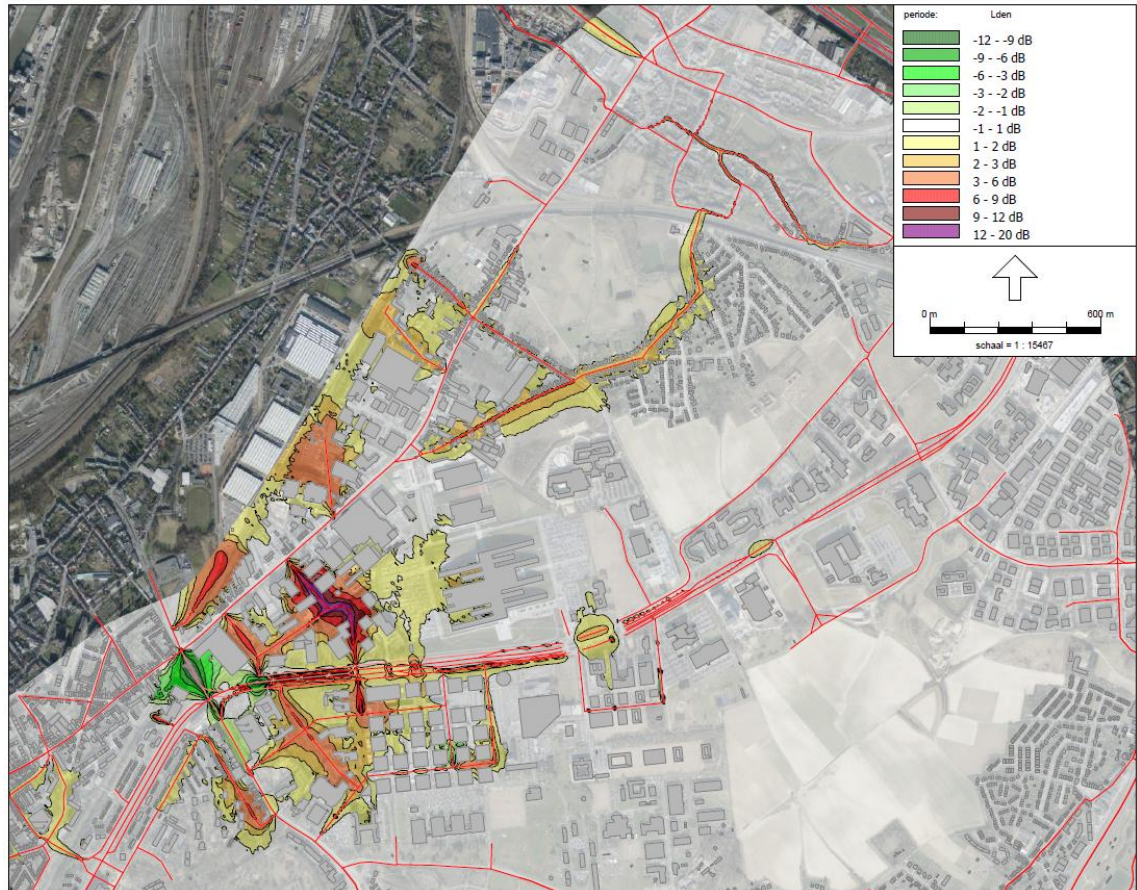 periode: Lden
-12 - -9 dB
-9 - -6 dB
-6 - -3 dB
-3 - -2 dB
-2 - -1 dB
-1 - 1 dB
1 - 2 dB
2 - 3 dB
3 - 6 dB
6 - 9 dB
9 - 12 dB
12 - 20 dB
0 m 600 m
schaal = 1 : 15467